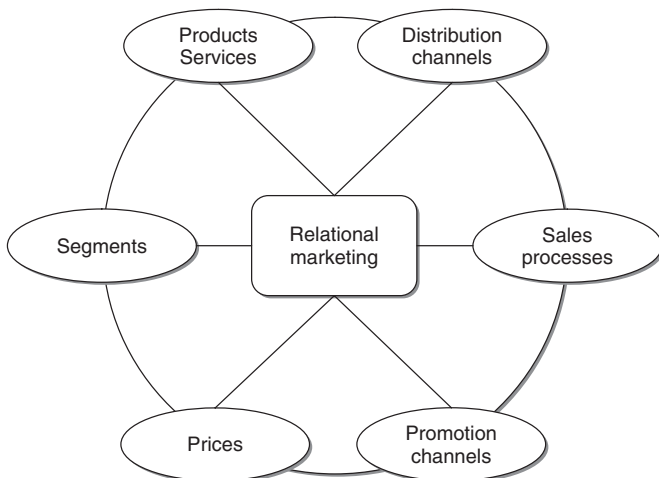 Products
Services
Distribution
channels
Segments
Relational
marketing
Sales
processes
Prices
Promotion
channels